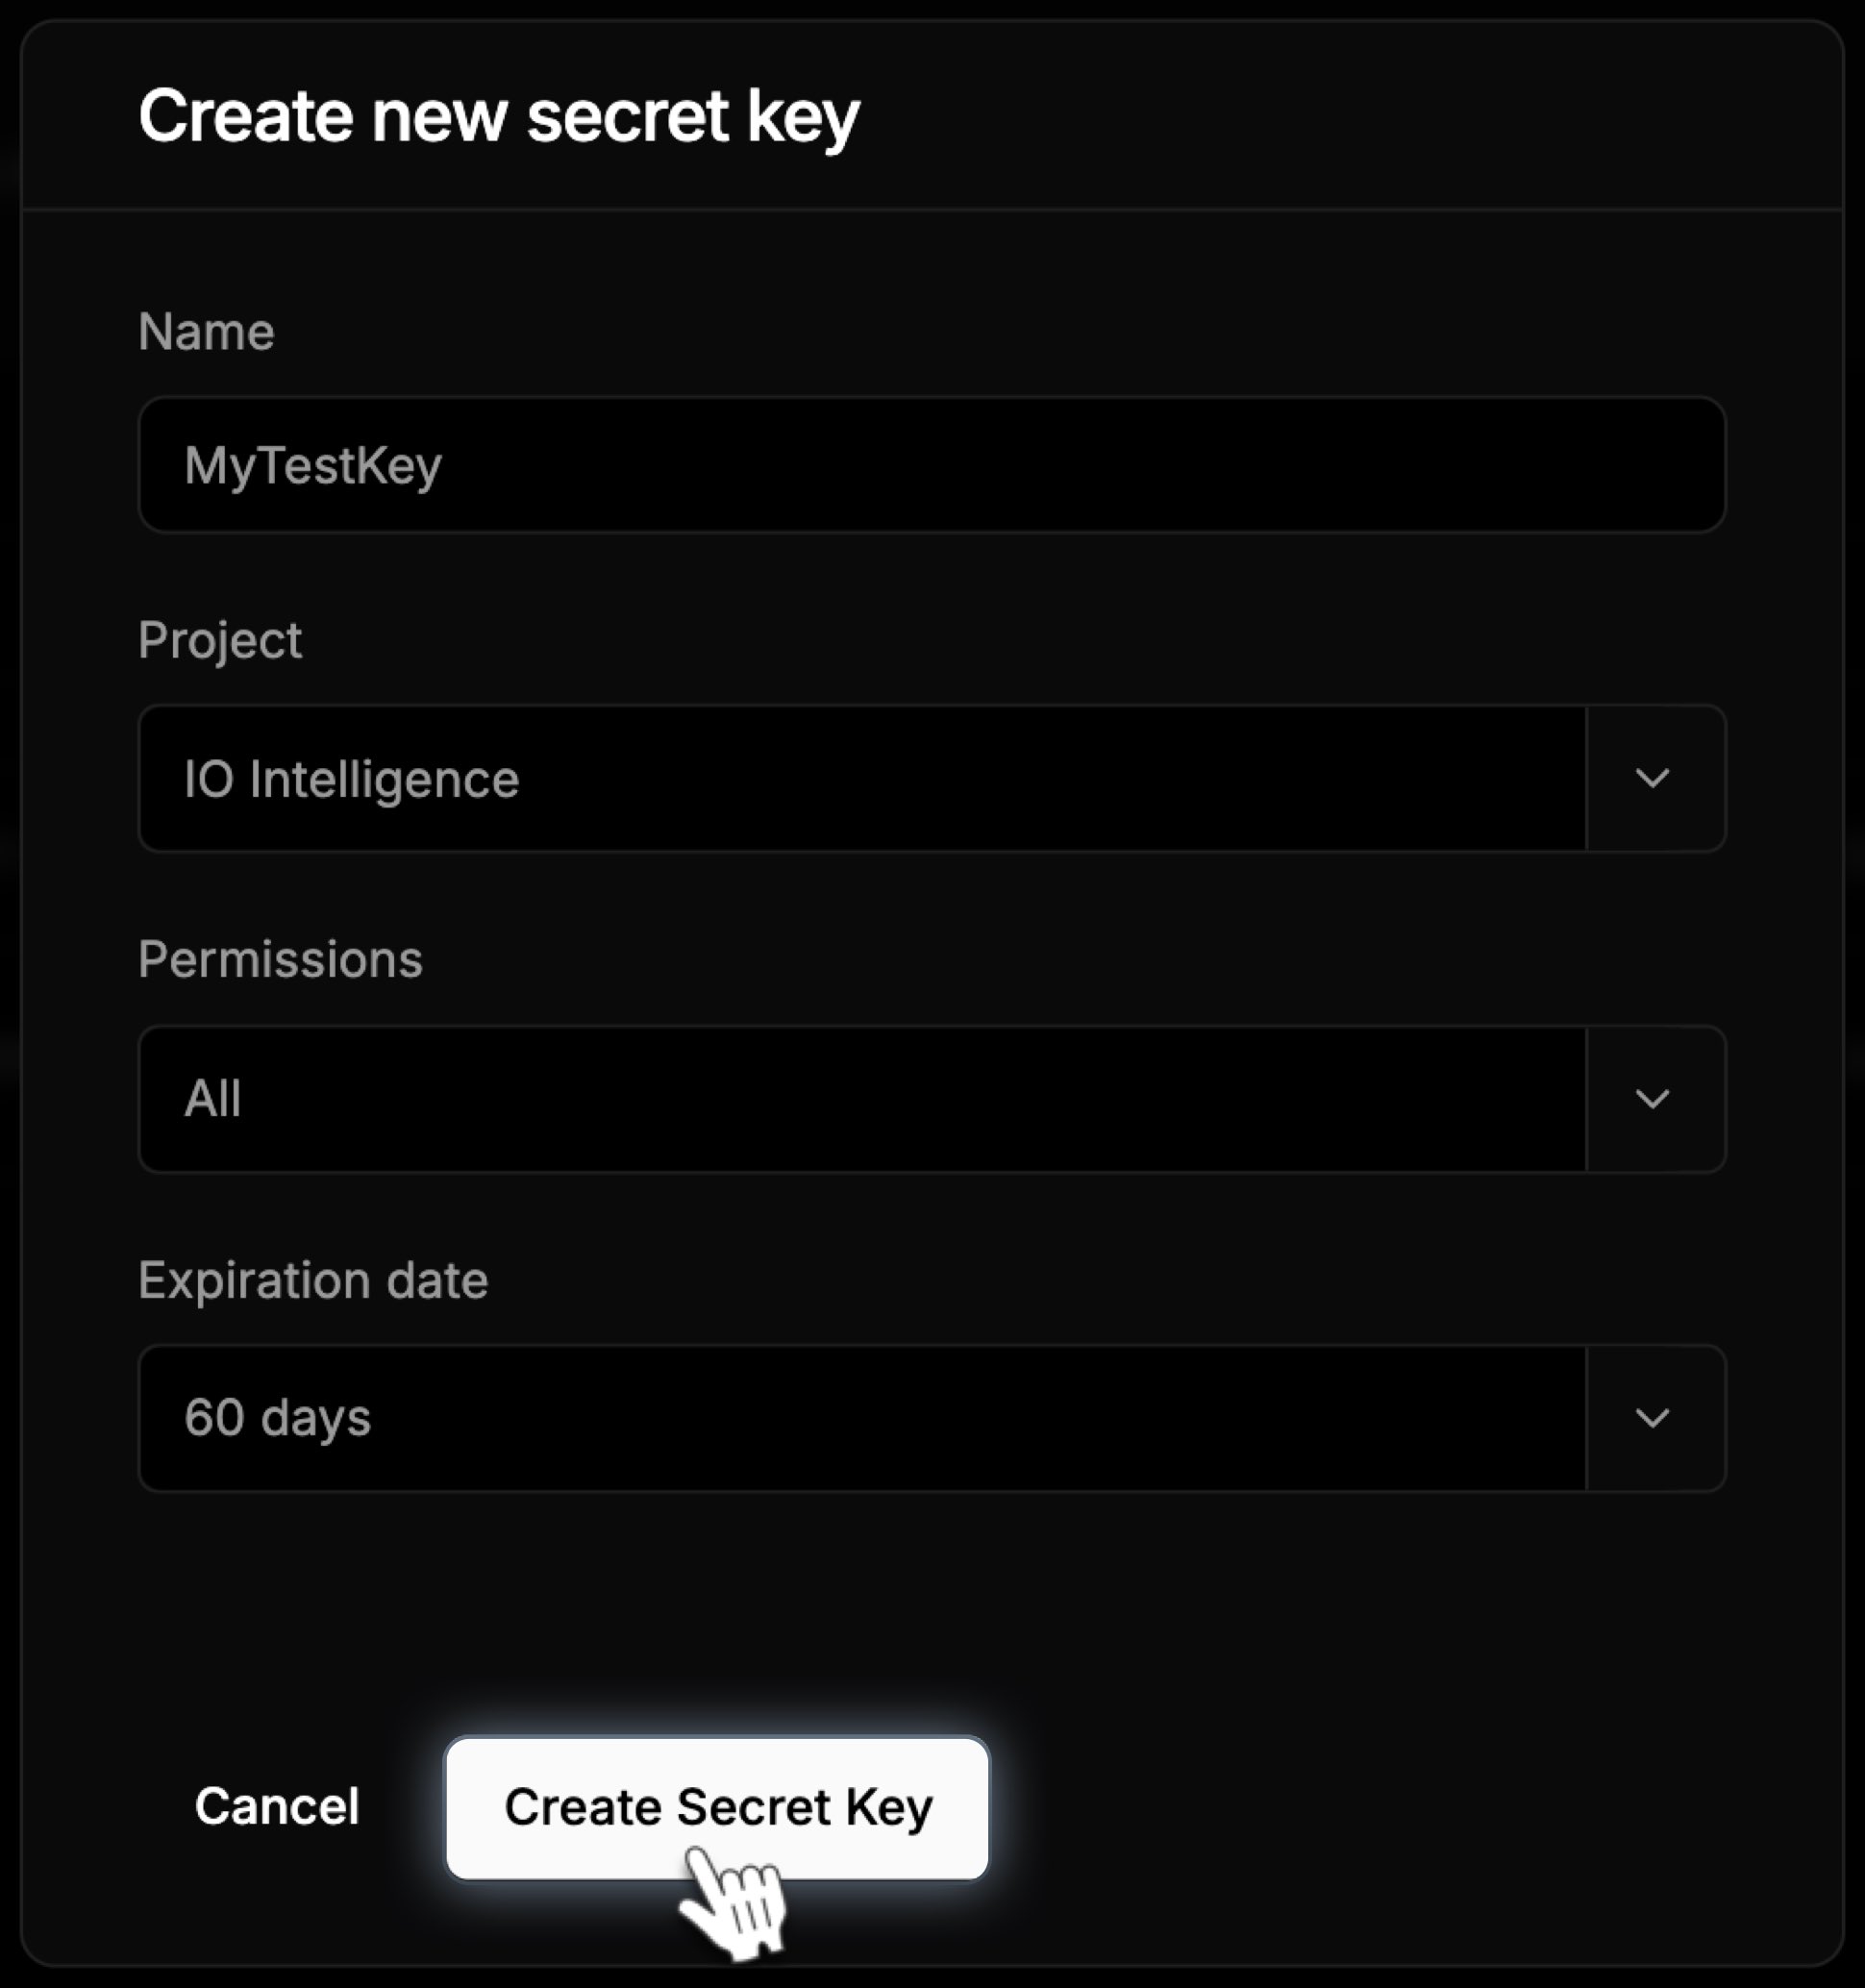 Create new secret key
Name
MyTestKey
Project
IO Intelligence
Permissions
All
Expiration date
60 days
Cancel
Create Secret Key